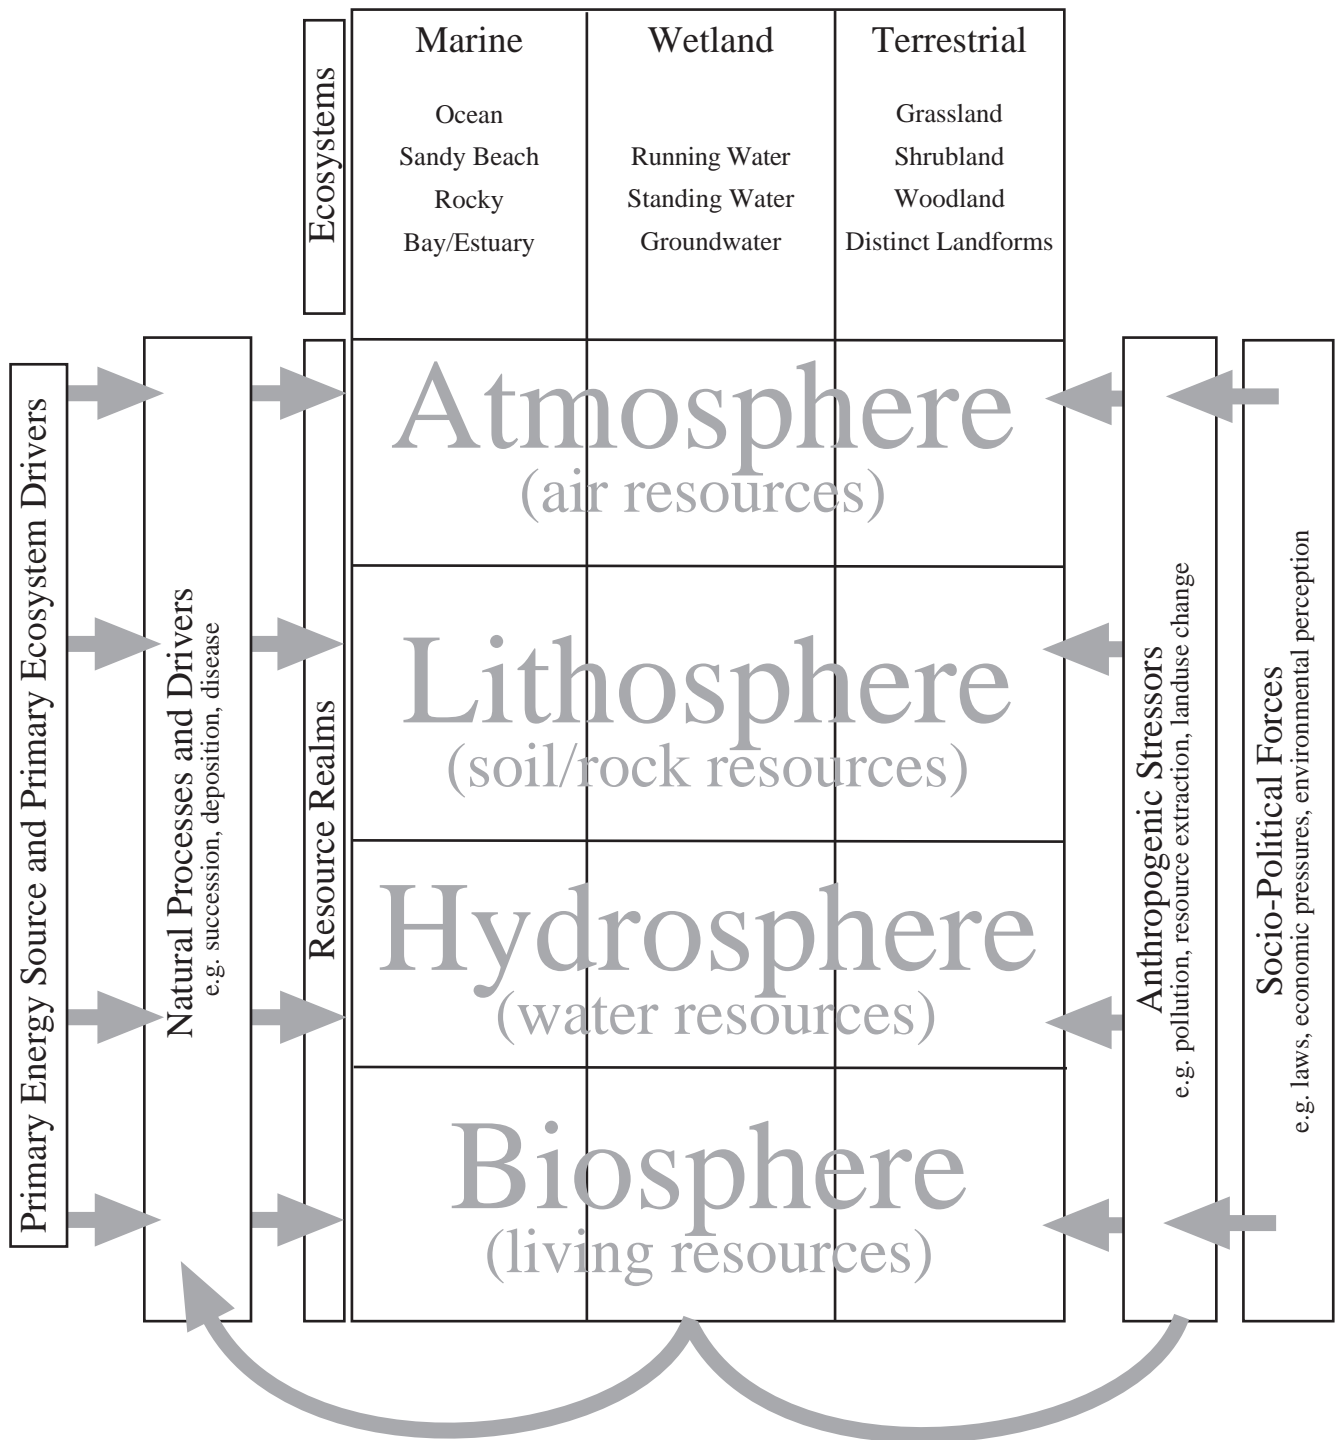 Ecosystems
Marine
Ocean
Sandy Beach
Rocky
Bay/Estuary
Wetland
Running Water
Standing Water
Groundwater
Terrestrial
Grassland
Shrubland
Woodland
Distinct Landforms
Primary Energy Source and Primary Ecosystem Drivers
Natural Processes and Drivers
e.g. succession, deposition, disease
Resource Realms
Atmosphere
(air resources)
Lithosphere
(soil/rock resources)
Hydrosphere
(water resources)
Biosphere
(living resources)
Anthropogenic Stressors
e.g. pollution, resource extraction, landuse change
Socio-Political Forces
e.g. laws, economic pressures, environmental perception